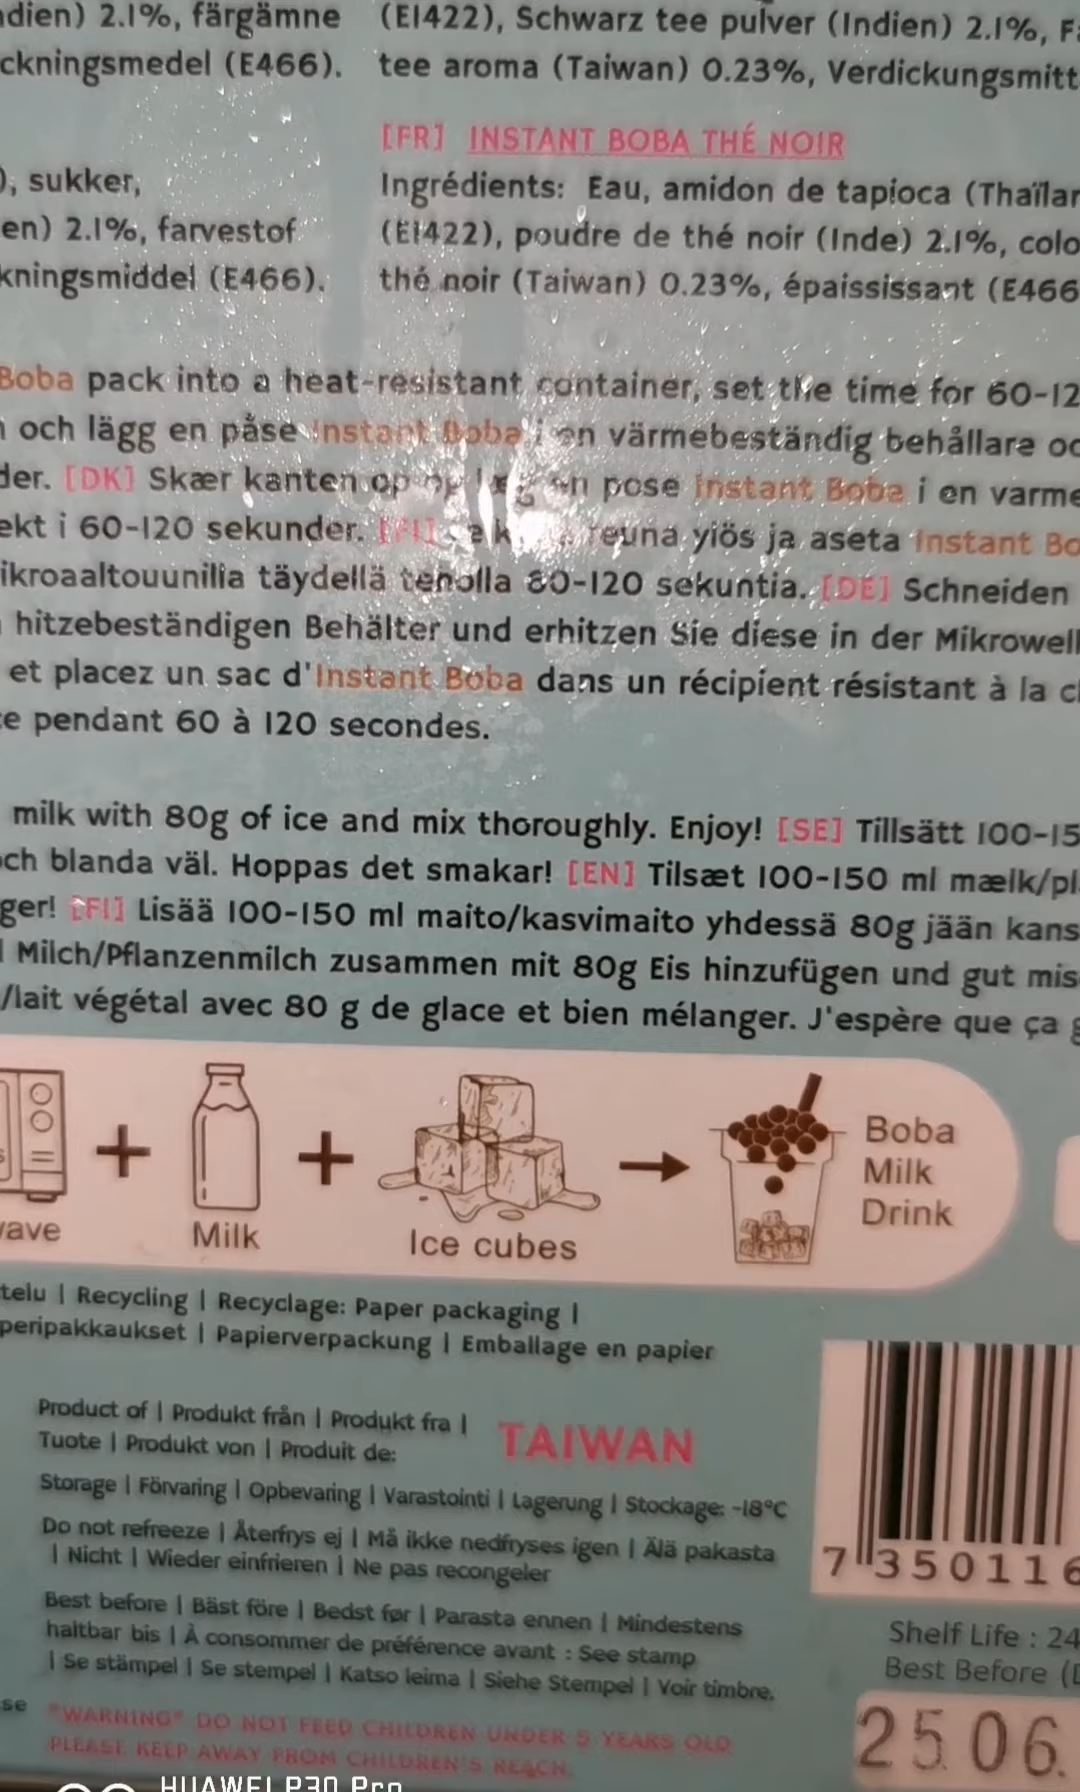 dien) 2.1%, färgämne
ckningsmedel (E466).
(E1422), Schwarz tee pulver (Indien) 2.1%, F
tee aroma (Taiwan) 0.23%, Verdickungsmitt
), sukker,
en) 2.1%, farvestof
kningsmiddel (E466).
[FR] INSTANT BOBA THÉ NOIR
Ingrédients: Eau, amidon de tapioca (Thaïlan
(E1422), poudre de thé noir (Inde) 2.1%, colo
thé noir (Taiwan) 0.23%, épaississant (E466
Boba pack into a heat-resistant container, set the time for 60-12
och lägg en påse Instant Boba i en värmebeständig behållare oc
der. [DK] Skær kanten op og læg en pose Instant Boba i en varme
ekt i 60-120 sekunder. [FI] reuna yiös ja aseta Instant Bo
ikroaaltouunilla täydellä teholla 60-120 sekuntia. [DE] Schneiden
hitzebeständigen Behälter und erhitzen Sie diese in der Mikrowell
et placez un sac d'Instant Boba dans un récipient résistant à la c
e pendant 60 à 120 secondes.
milk with 80g of ice and mix thoroughly. Enjoy! [SE] Tillsätt 100-15
ch blanda väl. Hoppas det smakar! [EN] Tilsæt 100-150 ml mælk/pl
ger! [FI] Lisää 100-150 ml maito/kasvimaito yhdessä 80g jään kans
Milch/Pflanzenmilch zusammen mit 80g Eis hinzufügen und gut mis
/lait végétal avec 80 g de glace et bien mélanger. J'espère que ça g
ave
Milk
Ice cubes
Boba
Milk
Drink
telu | Recycling | Recyclage: Paper packaging |
peripakkaukset | Papierverpackung | Emballage en papier
Product of | Produkt från | Produkt fra |
Tuote | Produkt von | Produit de:
TAIWAN
Storage | Förvaring | Opbevaring | Varastointi | Lagerung | Stockage: -18°C
Do not refreeze | Återfrys ej | Må ikke nedfryses igen | Älä pakasta
| Nicht | Wieder einfrieren | Ne pas recongeler
Best before | Bäst före | Bedst før | Parasta ennen | Mindestens
haltbar bis | À consommer de préférence avant : See stamp
| Se stämpel | Se stempel | Katso leima | Siehe Stempel | Voir timbre.
se
"WARNING" DO NOT FEED CHILDREN UNDER 5 YEARS OLD
PLEASE KEEP AWAY FROM CHILDREN'S REACH.
7 350116
Shelf Life : 24
Best Before (D
25 06.
HUAWEI P30 Pro